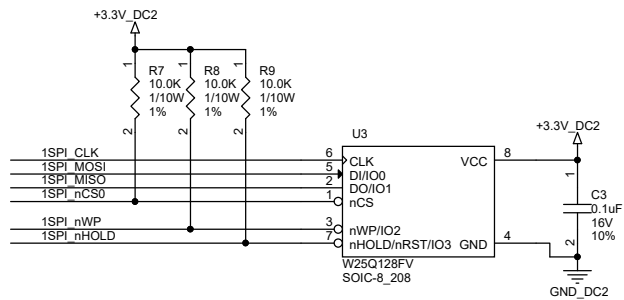 +3.3V_DC2
1 1 1
R7 R8 R9
10.0K 10.0K 10.0K
1/10W 1/10W 1/10W
1% 1% 1%
2 2 2
U3
+3.3V_DC2
1SPI_CLK 6 CLK VCC 8
1SPI_MOSI 5 DI/IO0
1SPI_MISO 2 DO/IO1
1SPI_nCS0 1 nCS
1SPI_nWP 3 nWP/IO2
1SPI_nHOLD 7 nHOLD/nRST/IO3 GND 4
W25Q128FV
SOIC-8_208
1
C3
0.1uF
16V
10%
2
GND_DC2